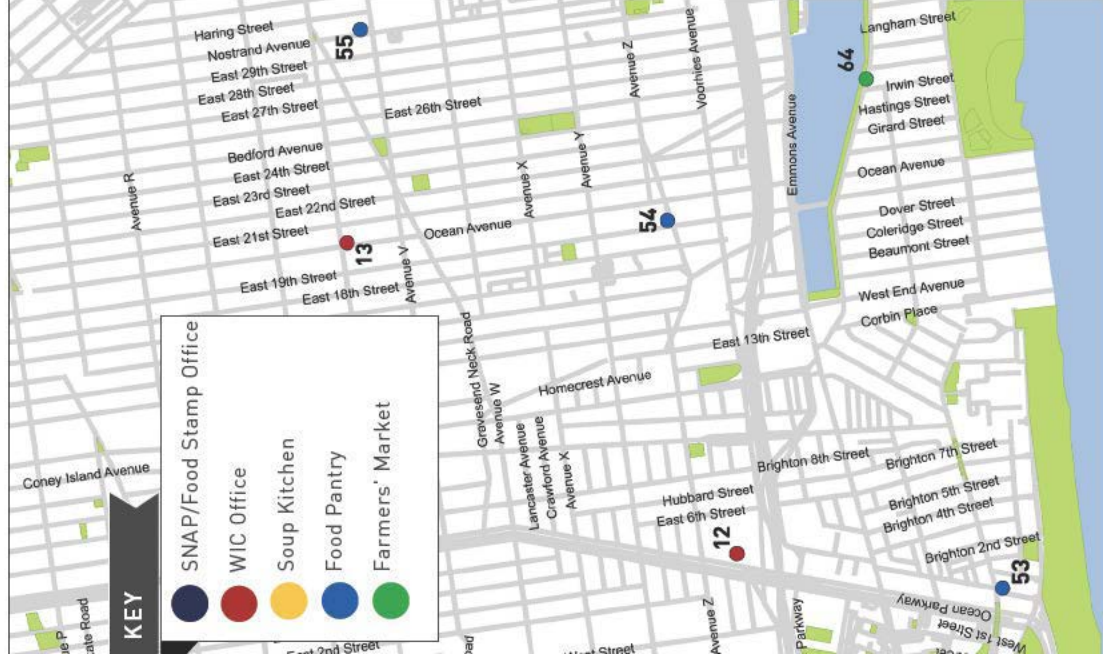 Haring Street
Nostrand Avenue
East 29th Street
East 28th Street
East 27th Street
55
East 26th Street
Bedford Avenue
East 24th Street
East 23rd Street
East 22nd Street
East 21st Street
Avenue R
13
East 19th Street
East 18th Street
Avenue V
Ocean Avenue
Avenue X
Avenue Y
Avenue Z
Voorhies Avenue
54
Emmons Avenue
64
Langham Street
Irwin Street
Hastings Street
Girard Street
Ocean Avenue
Dover Street
Coleridge Street
Beaumont Street
West End Avenue
Corbin Place
East 13th Street
Homecrest Avenue
Gravesend Neck Road
Avenue W
Lancaster Avenue
Crawford Avenue
Avenue X
Coney Island Avenue
KEY
SNAP/Food Stamp Office
WIC Office
Soup Kitchen
Food Pantry
Farmers' Market
Hubbard Street
East 6th Street
12
Brighton 8th Street
Brighton 7th Street
Brighton 5th Street
Brighton 4th Street
Brighton 2nd Street
53
Ocean Parkway
West 1st Street
Avenue Z
Parkway
West Street
East 2nd Street
ue P
ate Road
oad